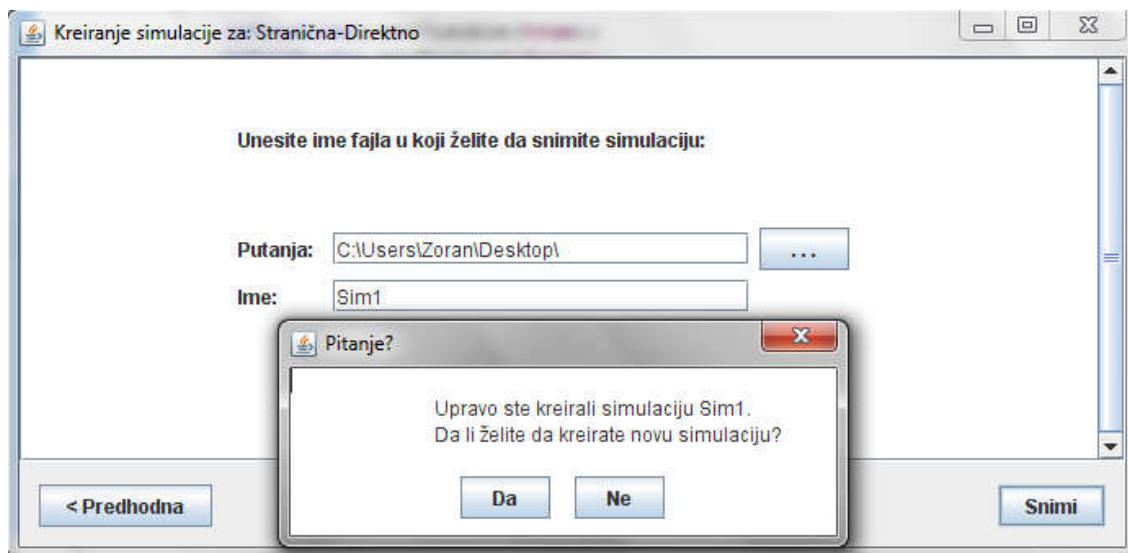 Kreiranje simulacije za: Stranična-Direktno
Unesite ime fajla u koji želite da snimite simulaciju:
Putanja: C:\Users\Zoran\Desktop\ ...
Ime: Sim1
Pitanje?
Upravo ste kreirali simulaciju Sim1.
Da li želite da kreirate novu simulaciju?
Da Ne
< Predhodna Snimi